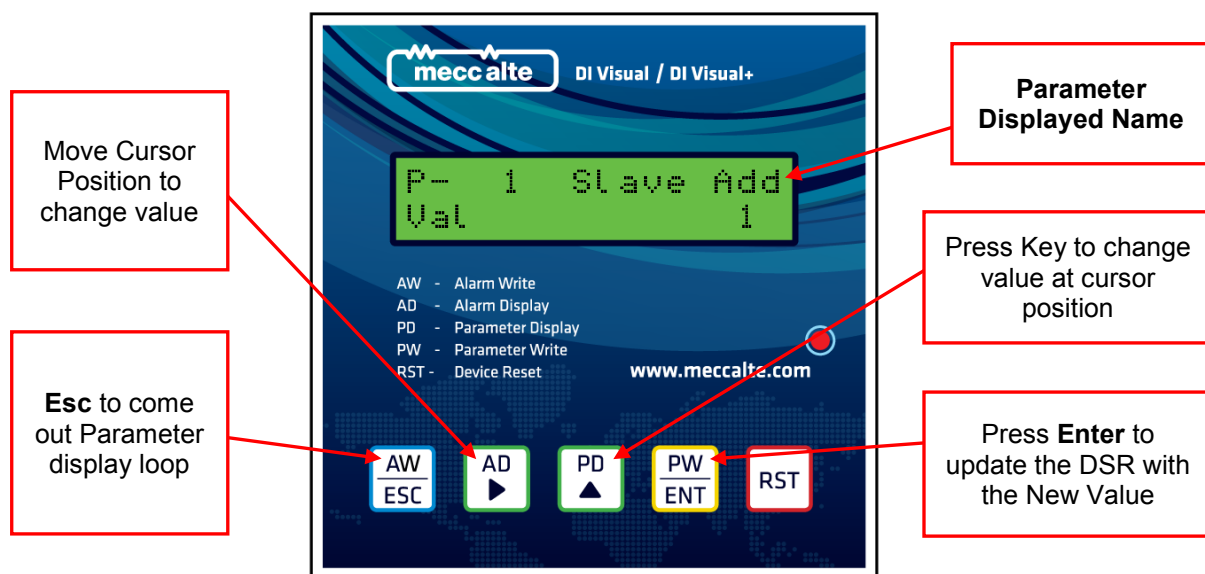 mecc alte
DI Visual / DI Visual+
Parameter
Displayed Name
Move Cursor
Position to
change value
P- 1 Slave Add
Val 1
Press Key to change
value at cursor
position
AW - Alarm Write
AD - Alarm Display
PD - Parameter Display
PW - Parameter Write
RST - Device Reset
www.meccalte.com
Esc to come
out Parameter
display loop
Press Enter to
update the DSR with
the New Value
AW
ESC
AD
PD
PW
ENT
RST